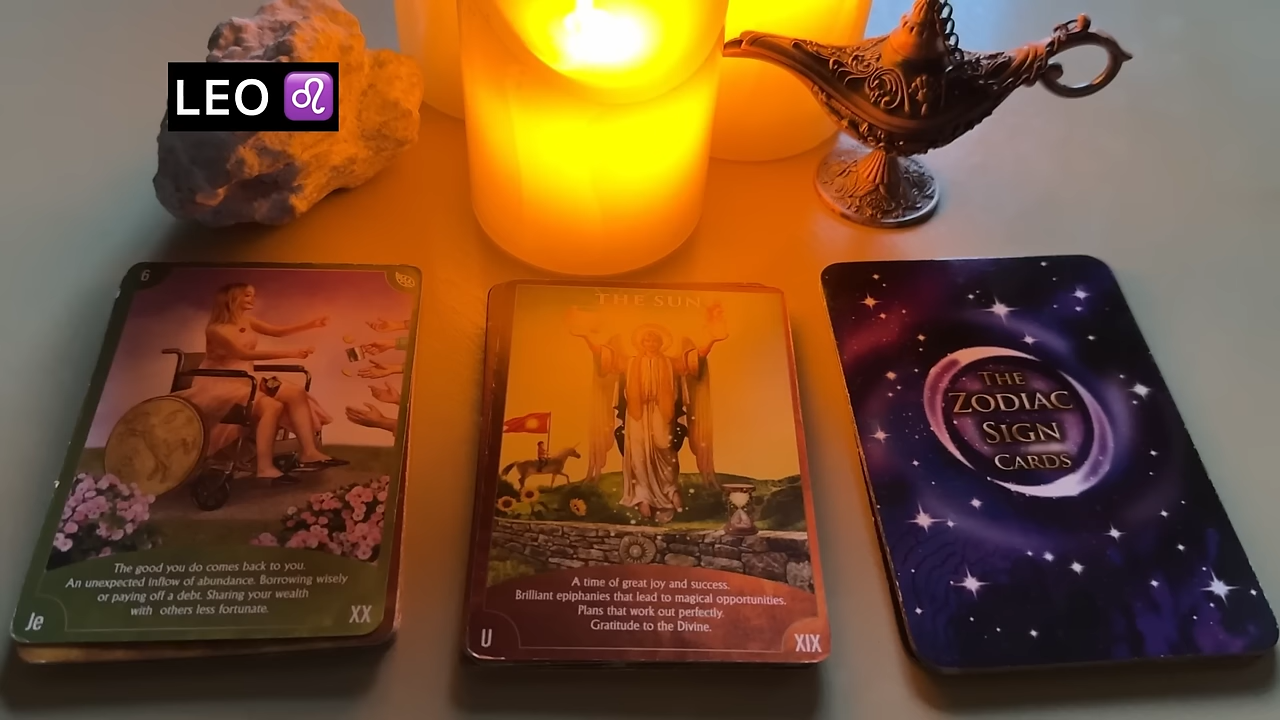 LEO ♌
6
The good you do comes back to you.
An unexpected inflow of abundance. Borrowing wisely
or paying off a debt. Sharing your wealth
with others less fortunate.
Je
XX
THE SUN
A time of great joy and success.
Brilliant epiphanies that lead to magical opportunities.
Plans that work out perfectly.
Gratitude to the Divine.
U
XIX
THE
ZODIAC
SIGN
CARDS